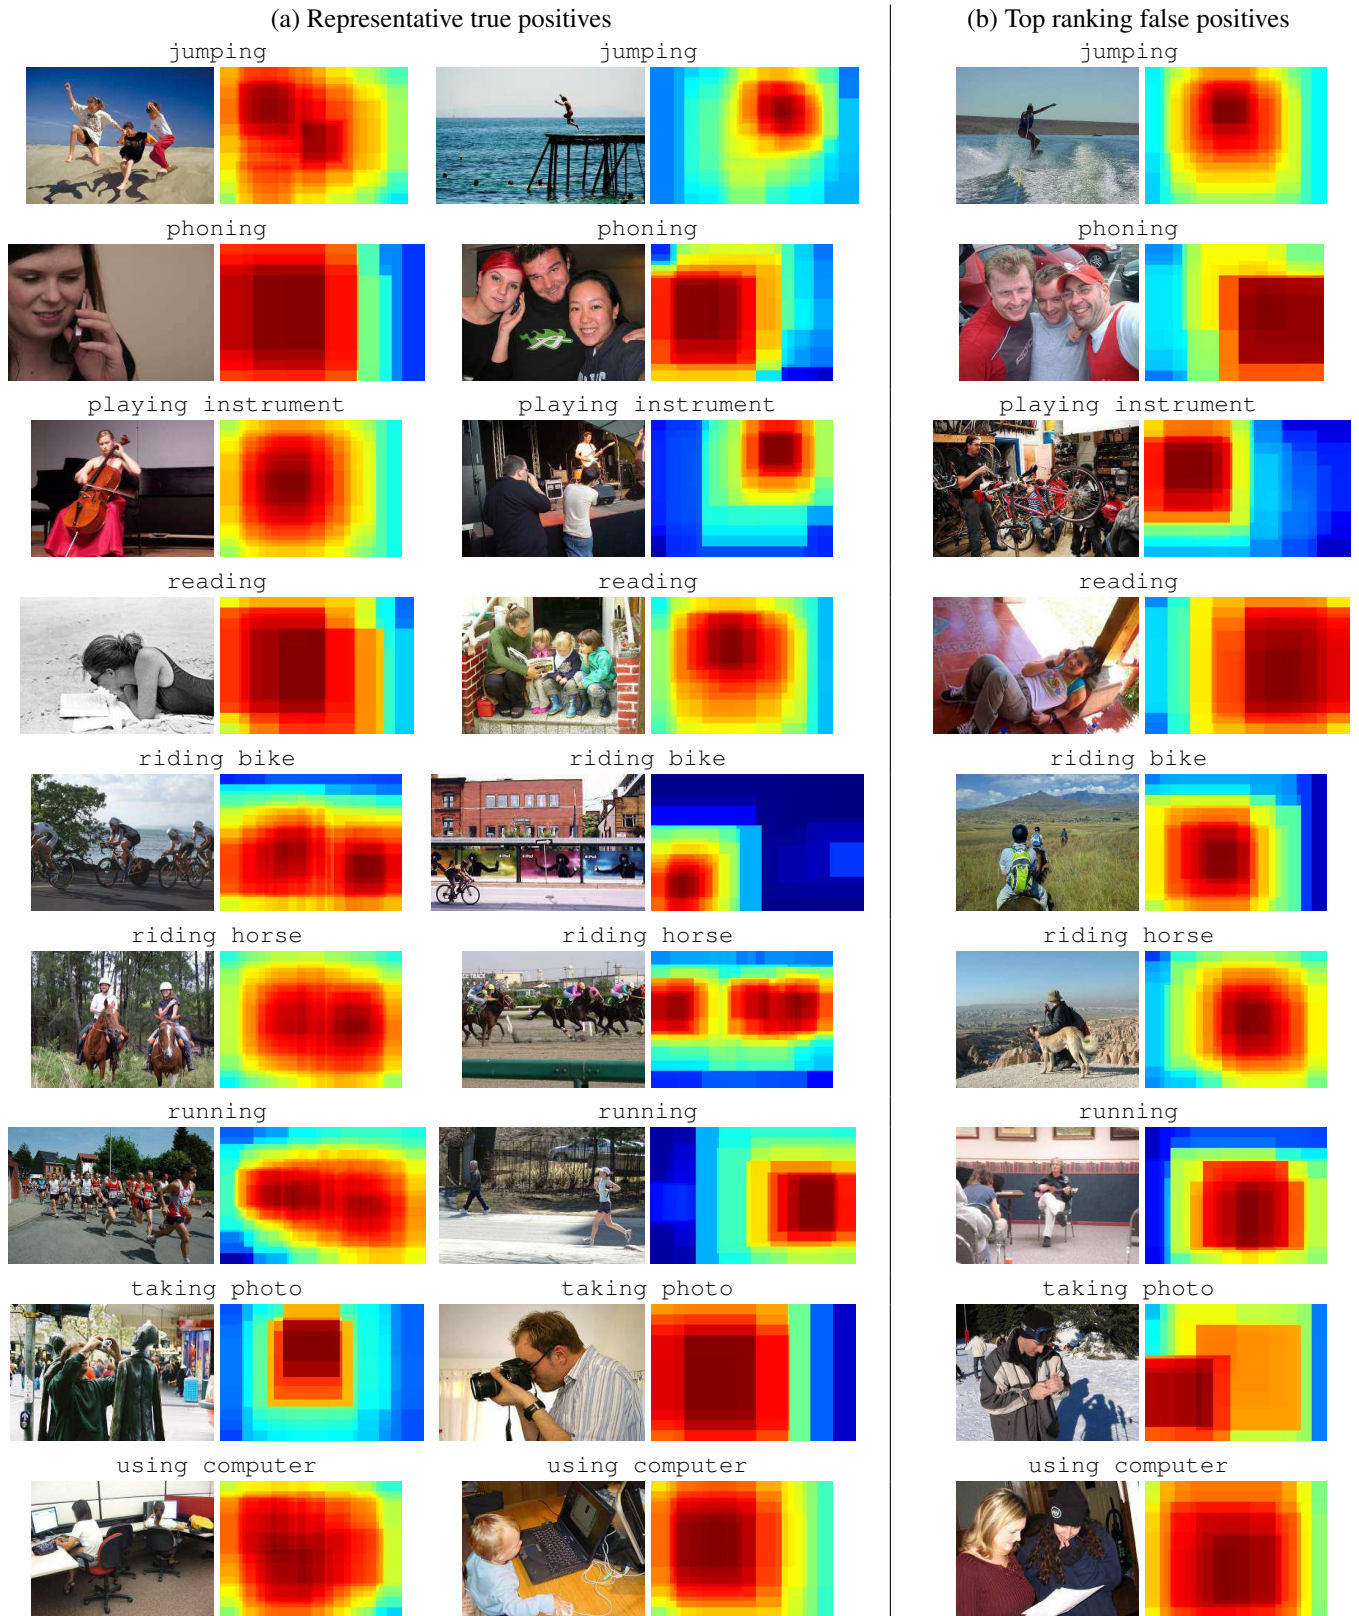 (a) Representative true positives
(b) Top ranking false positives
jumping
jumping
jumping
phoning
phoning
phoning
playing instrument
playing instrument
playing instrument
reading
reading
reading
riding bike
riding bike
riding bike
riding horse
riding horse
riding horse
running
running
running
taking photo
taking photo
taking photo
using computer
using computer
using computer